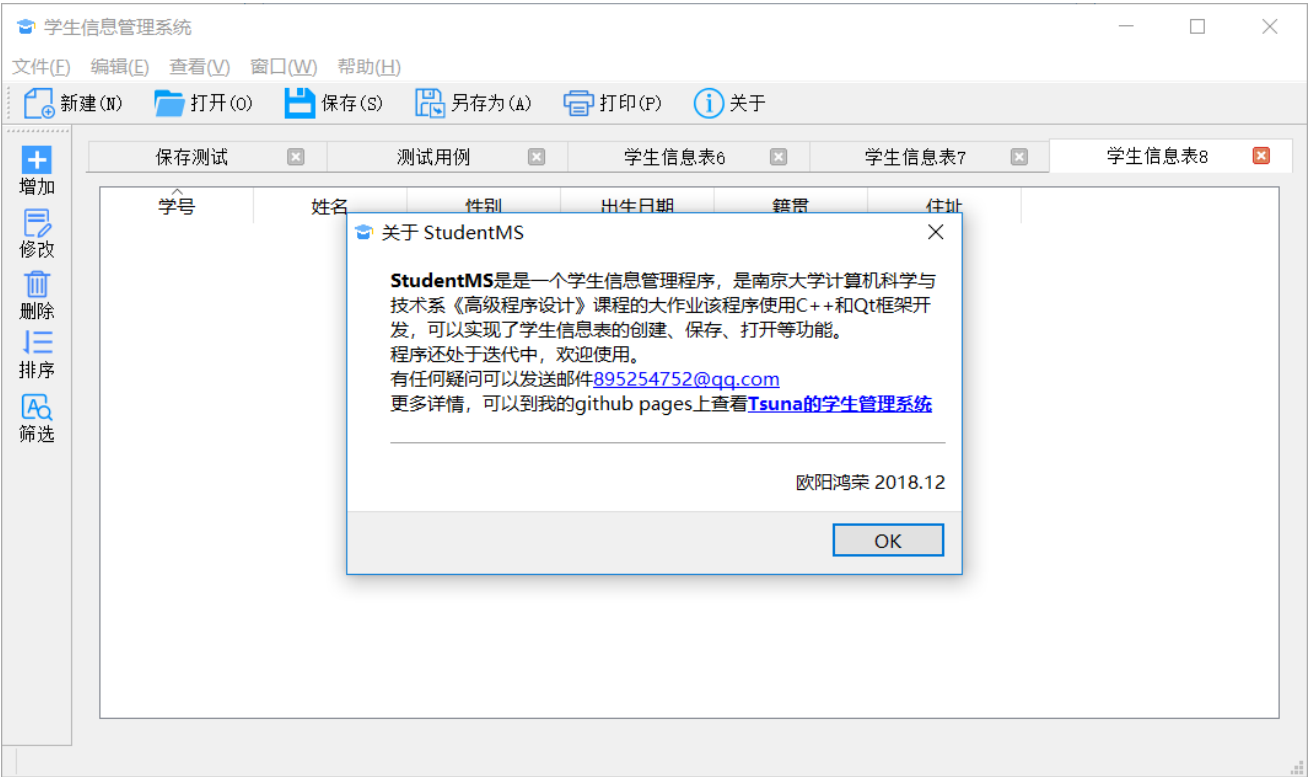 学生信息管理系统
文件(F) 编辑(E) 查看(V) 窗口(W) 帮助(H)
新建(N) 打开(O) 保存(S) 另存为(A) 打印(P) 关于
保存测试 测试用例 学生信息表6 学生信息表7 学生信息表8
增加
修改
删除
排序
筛选
学号 姓名 性别 出生日期 籍贯 住址
关于 StudentMS
StudentMS是是一个学生信息管理程序，是南京大学计算机科学与
技术系《高级程序设计》课程的大作业该程序使用C++和Qt框架开
发，可以实现了学生信息表的创建、保存、打开等功能。
程序还处于迭代中，欢迎使用。
有任何疑问可以发送邮件895254752@qq.com
更多详情，可以到我的github pages上查看Tsuna的学生管理系统
欧阳鸿荣 2018.12
OK